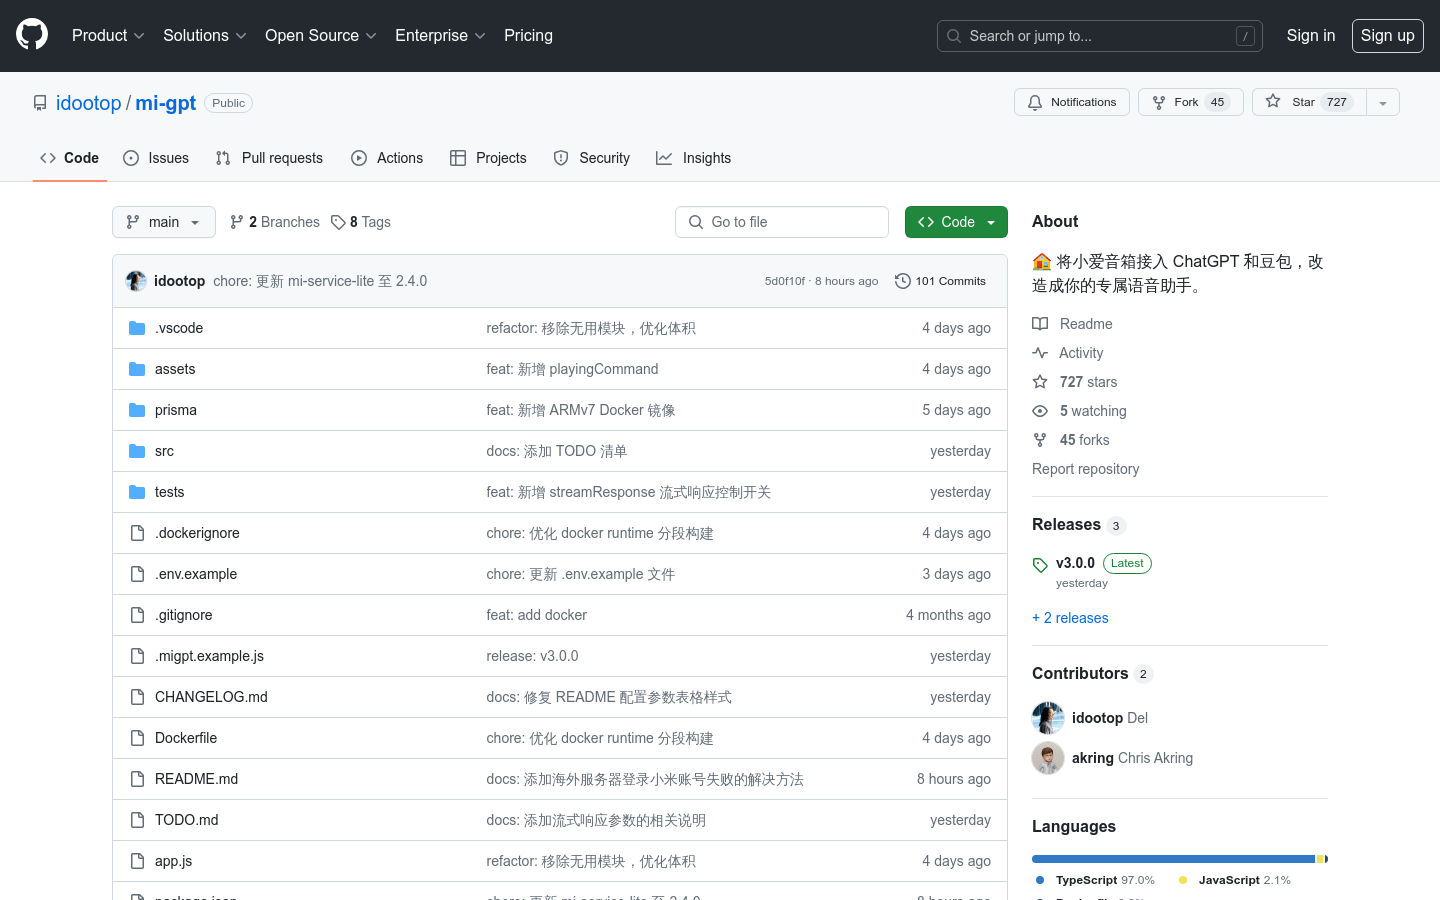 Product Solutions Open Source Enterprise Pricing Search or jump to... / Sign in Sign up
idootop / mi-gpt Public Notifications Fork 45 Star 727
Code Issues Pull requests Actions Projects Security Insights
main 2 Branches 8 Tags Go to file Code
idootop chore: 更新 mi-service-lite 至 2.4.0 5d0f10f · 8 hours ago 101 Commits
.vscode refactor: 移除无用模块，优化体积 4 days ago
assets feat: 新增 playingCommand 4 days ago
prisma feat: 新增 ARMv7 Docker 镜像 5 days ago
src docs: 添加 TODO 清单 yesterday
tests feat: 新增 streamResponse 流式响应控制开关 yesterday
.dockerignore chore: 优化 docker runtime 分段构建 4 days ago
.env.example chore: 更新 .env.example 文件 3 days ago
.gitignore feat: add docker 4 months ago
.migpt.example.js release: v3.0.0 yesterday
CHANGELOG.md docs: 修复 README 配置参数表格样式 yesterday
Dockerfile chore: 优化 docker runtime 分段构建 4 days ago
README.md docs: 添加海外服务器登录小米账号失败的解决方法 8 hours ago
TODO.md docs: 添加流式响应参数的相关说明 yesterday
app.js refactor: 移除无用模块，优化体积 4 days ago
package.json chore: 更新 mi-service-lite 至 2.4.0 8 hours ago
About
🏠 将小爱音箱接入 ChatGPT 和豆包，改
造成你的专属语音助手。
Readme
Activity
727 stars
5 watching
45 forks
Report repository
Releases 3
v3.0.0 Latest
yesterday
+ 2 releases
Contributors 2
idootop Del
akring Chris Akring
Languages
TypeScript 97.0% JavaScript 2.1%